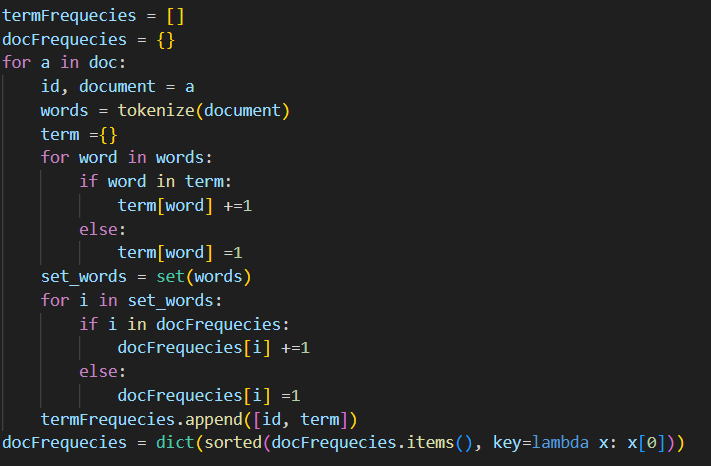 termFrequecies = []
docFrequecies = {}
for a in doc:
    id, document = a
    words = tokenize(document)
    term ={}
    for word in words:
        if word in term:
            term[word] +=1
        else:
            term[word] =1
    set_words = set(words)
    for i in set_words:
        if i in docFrequecies:
            docFrequecies[i] +=1
        else:
            docFrequecies[i] =1
    termFrequecies.append([id, term])
docFrequecies = dict(sorted(docFrequecies.items(), key=lambda x: x[0]))